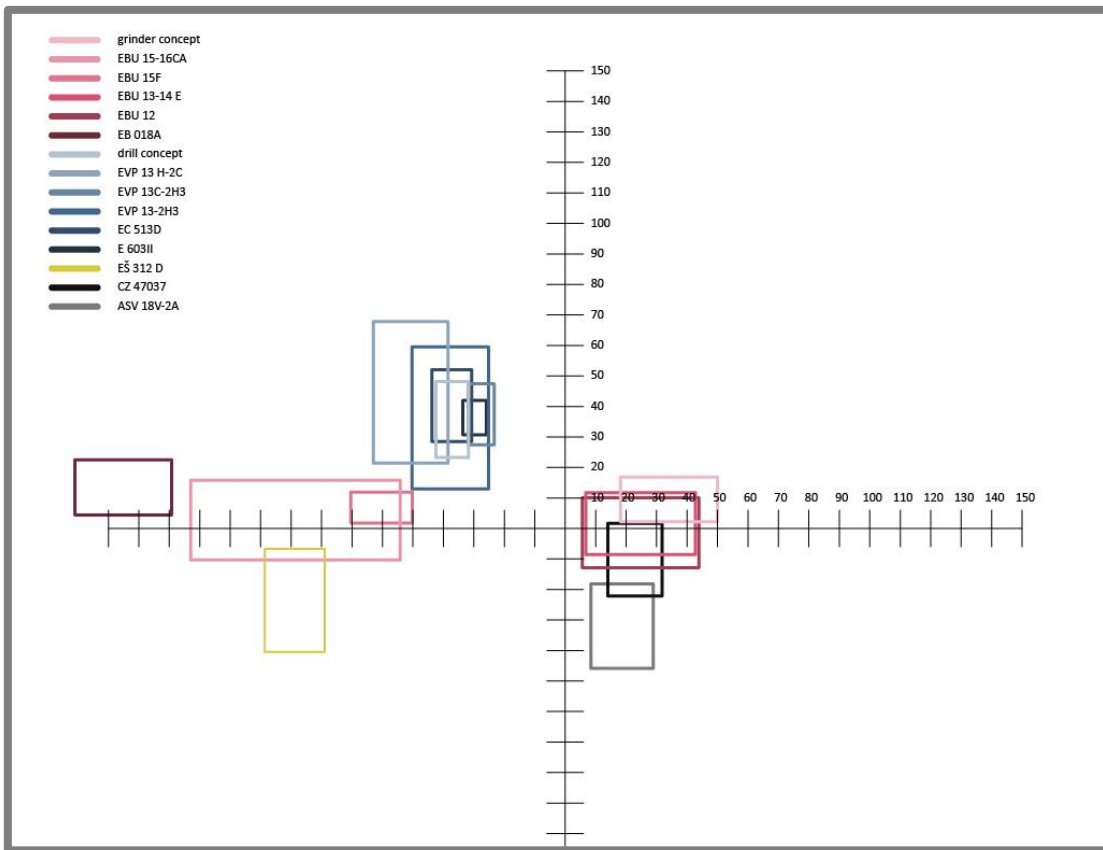 grinder concept
EBU 15-16CA
EBU 15F
EBU 13-14 E
EBU 12
EB 018A
drill concept
EVP 13 H-2C
EVP 13C-2H3
EVP 13-2H3
EC 513D
E 603II
EŠ 312 D
CZ 47037
ASV 18V-2A
150
140
130
120
110
100
90
80
70
60
50
40
30
20
10 20 30 40 50 60 70 80 90 100 110 120 130 140 150